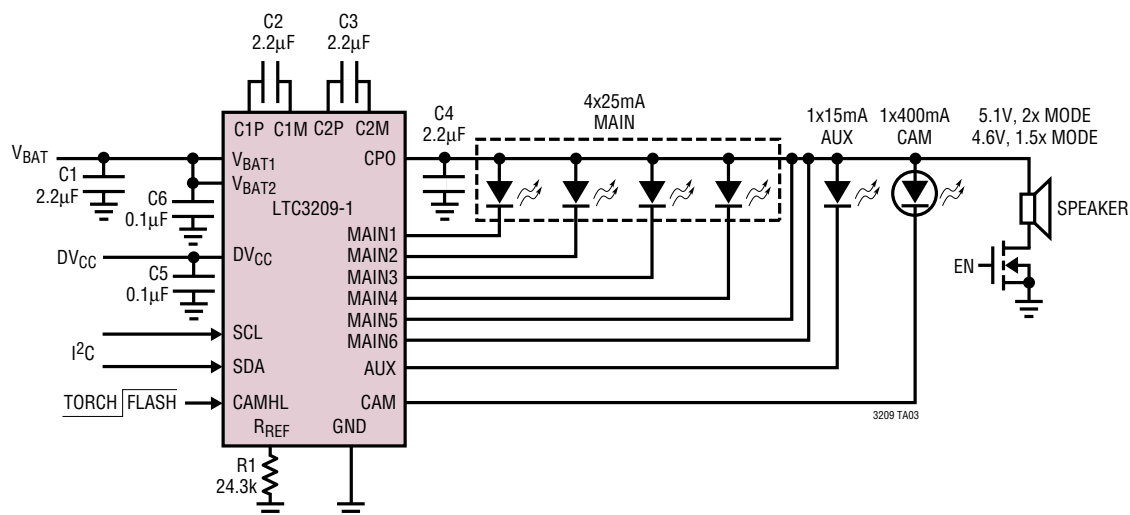 C2
2.2µF
C3
2.2µF
C1P C1M C2P C2M
V_BAT
C1
2.2µF
C6
0.1µF
V_BAT1
V_BAT2
LTC3209-1
CPO
C4
2.2µF
4x25mA
MAIN
1x15mA
AUX
1x400mA
CAM
5.1V, 2x MODE
4.6V, 1.5x MODE
SPEAKER
EN
DV_CC
C5
0.1µF
DV_CC
MAIN1
MAIN2
MAIN3
MAIN4
MAIN5
MAIN6
I²C
SCL
SDA
AUX
TORCH FLASH
CAMHL
CAM
R_REF
GND
R1
24.3k
3209 TA03